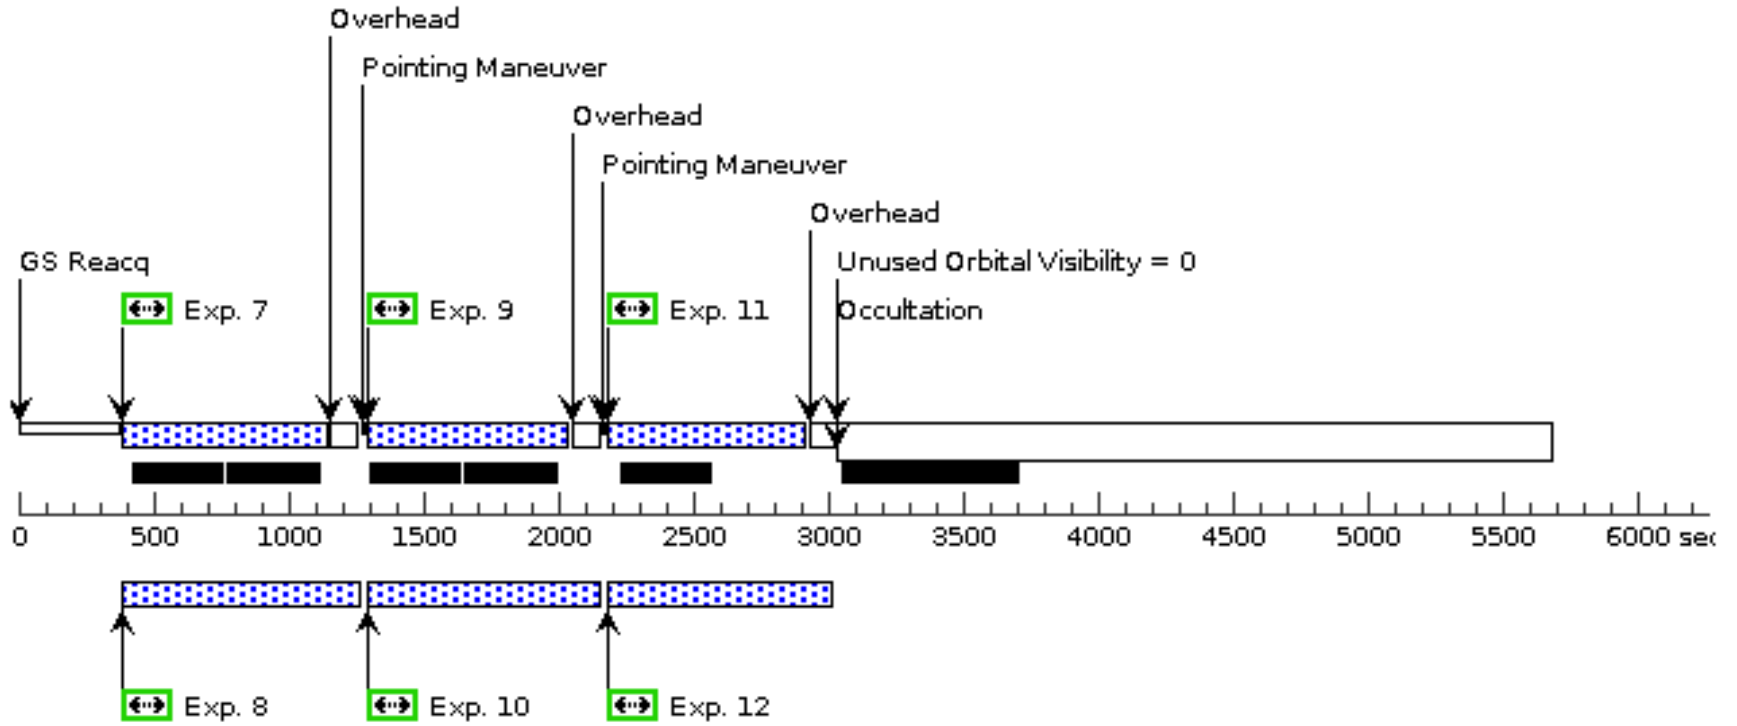 Overhead
Pointing Maneuver
Overhead
Pointing Maneuver
Overhead
GS Reacq
Unused Orbital Visibility = 0
Exp. 7
Exp. 9
Exp. 11
Occultation
0 500 1000 1500 2000 2500 3000 3500 4000 4500 5000 5500 6000 sec
Exp. 8
Exp. 10
Exp. 12